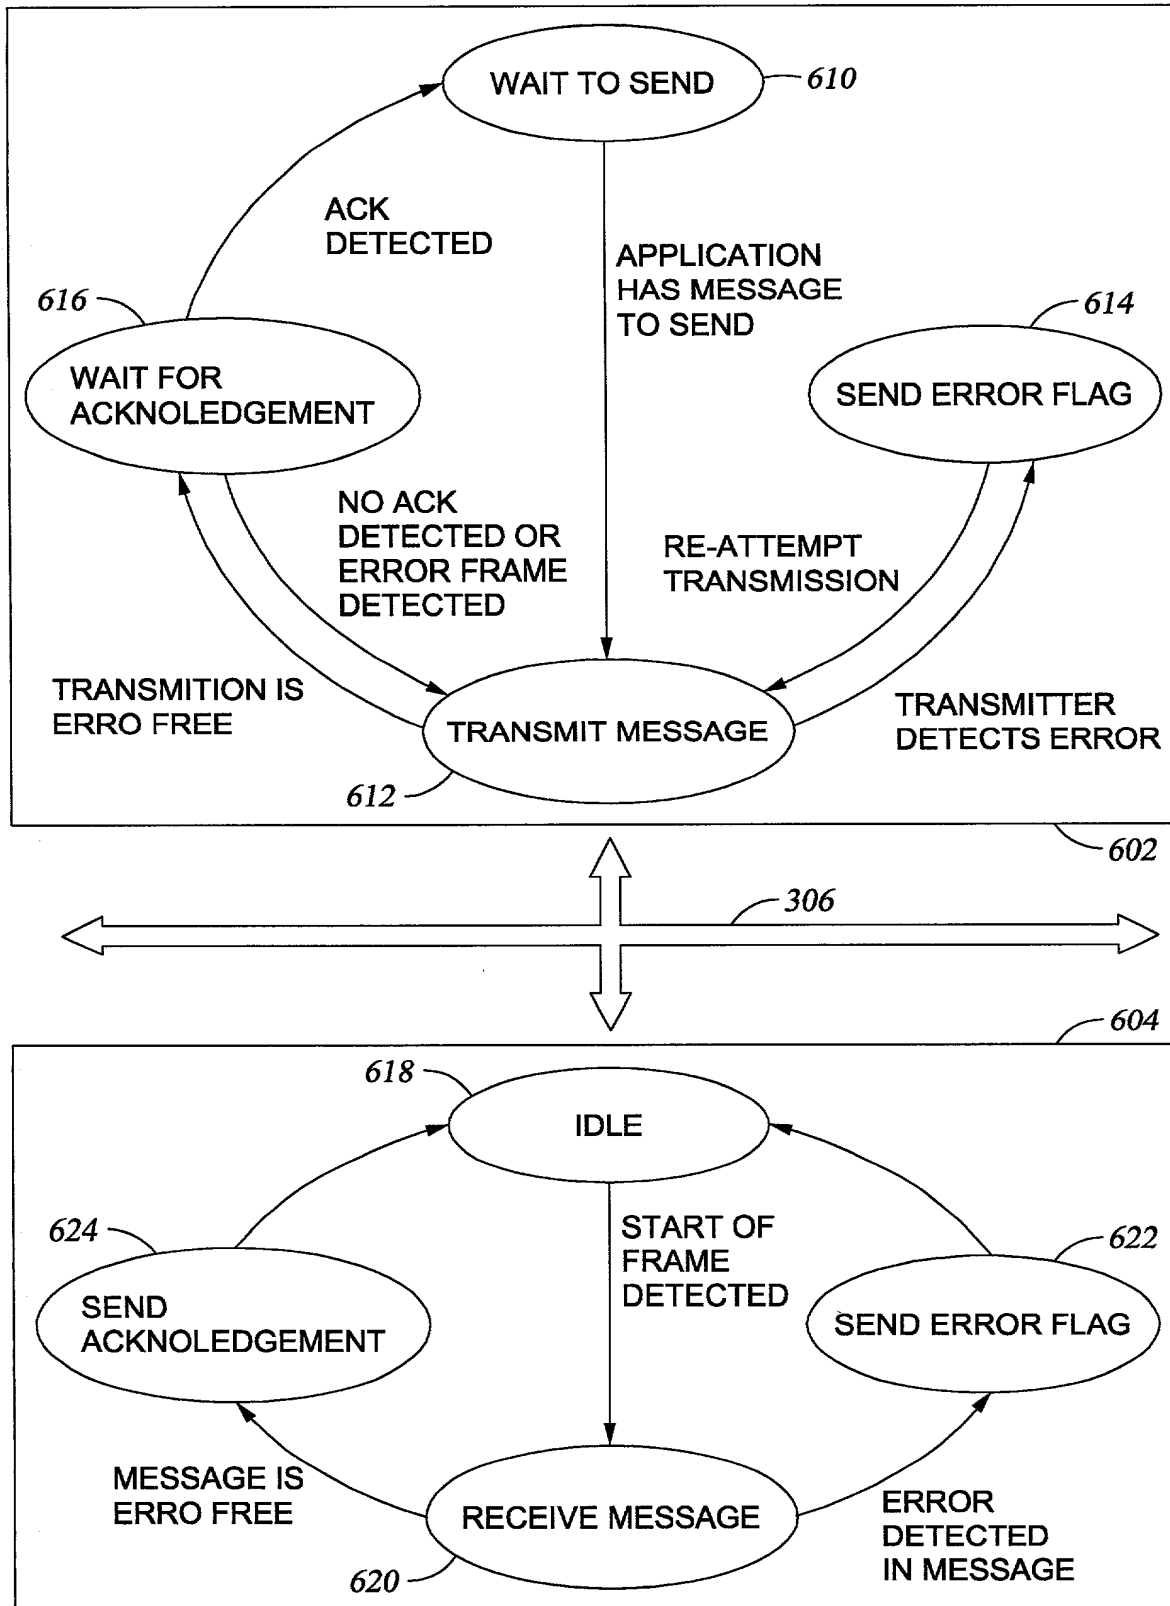 WAIT TO SEND
610
ACK
DETECTED
APPLICATION
HAS MESSAGE
TO SEND
616
614
WAIT FOR
ACKNOLEDGEMENT
SEND ERROR FLAG
NO ACK
DETECTED OR
ERROR FRAME
DETECTED
RE-ATTEMPT
TRANSMISSION
TRANSMITION IS
ERRO FREE
TRANSMIT MESSAGE
TRANSMITTER
DETECTS ERROR
612
602
306
604
618
IDLE
624
START OF
FRAME
DETECTED
622
SEND
ACKNOLEDGEMENT
SEND ERROR FLAG
MESSAGE IS
ERRO FREE
RECEIVE MESSAGE
ERROR
DETECTED
IN MESSAGE
620